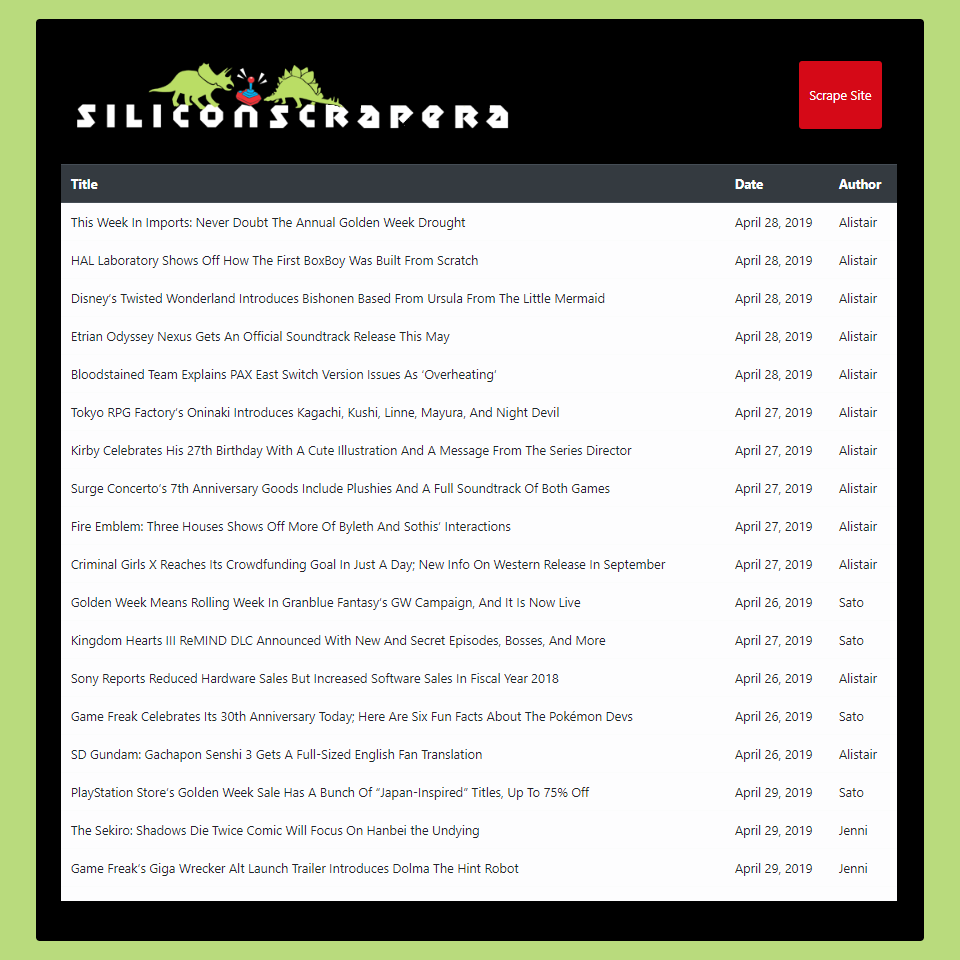 SILICONSCRAPERA
Scrape Site
Title Date Author
This Week In Imports: Never Doubt The Annual Golden Week Drought April 28, 2019 Alistair
HAL Laboratory Shows Off How The First BoxBoy Was Built From Scratch April 28, 2019 Alistair
Disney’s Twisted Wonderland Introduces Bishonen Based From Ursula From The Little Mermaid April 28, 2019 Alistair
Etrian Odyssey Nexus Gets An Official Soundtrack Release This May April 28, 2019 Alistair
Bloodstained Team Explains PAX East Switch Version Issues As ‘Overheating’ April 28, 2019 Alistair
Tokyo RPG Factory’s Oninaki Introduces Kagachi, Kushi, Linne, Mayura, And Night Devil April 27, 2019 Alistair
Kirby Celebrates His 27th Birthday With A Cute Illustration And A Message From The Series Director April 27, 2019 Alistair
Surge Concerto’s 7th Anniversary Goods Include Plushies And A Full Soundtrack Of Both Games April 27, 2019 Alistair
Fire Emblem: Three Houses Shows Off More Of Byleth And Sothis’ Interactions April 27, 2019 Alistair
Criminal Girls X Reaches Its Crowdfunding Goal In Just A Day; New Info On Western Release In September April 27, 2019 Alistair
Golden Week Means Rolling Week In Granblue Fantasy’s GW Campaign, And It Is Now Live April 26, 2019 Sato
Kingdom Hearts III ReMIND DLC Announced With New And Secret Episodes, Bosses, And More April 27, 2019 Sato
Sony Reports Reduced Hardware Sales But Increased Software Sales In Fiscal Year 2018 April 26, 2019 Alistair
Game Freak Celebrates Its 30th Anniversary Today; Here Are Six Fun Facts About The Pokémon Devs April 26, 2019 Sato
SD Gundam: Gachapon Senshi 3 Gets A Full-Sized English Fan Translation April 26, 2019 Alistair
PlayStation Store’s Golden Week Sale Has A Bunch Of “Japan-Inspired” Titles, Up To 75% Off April 29, 2019 Sato
The Sekiro: Shadows Die Twice Comic Will Focus On Hanbei the Undying April 29, 2019 Jenni
Game Freak’s Giga Wrecker Alt Launch Trailer Introduces Dolma The Hint Robot April 29, 2019 Jenni